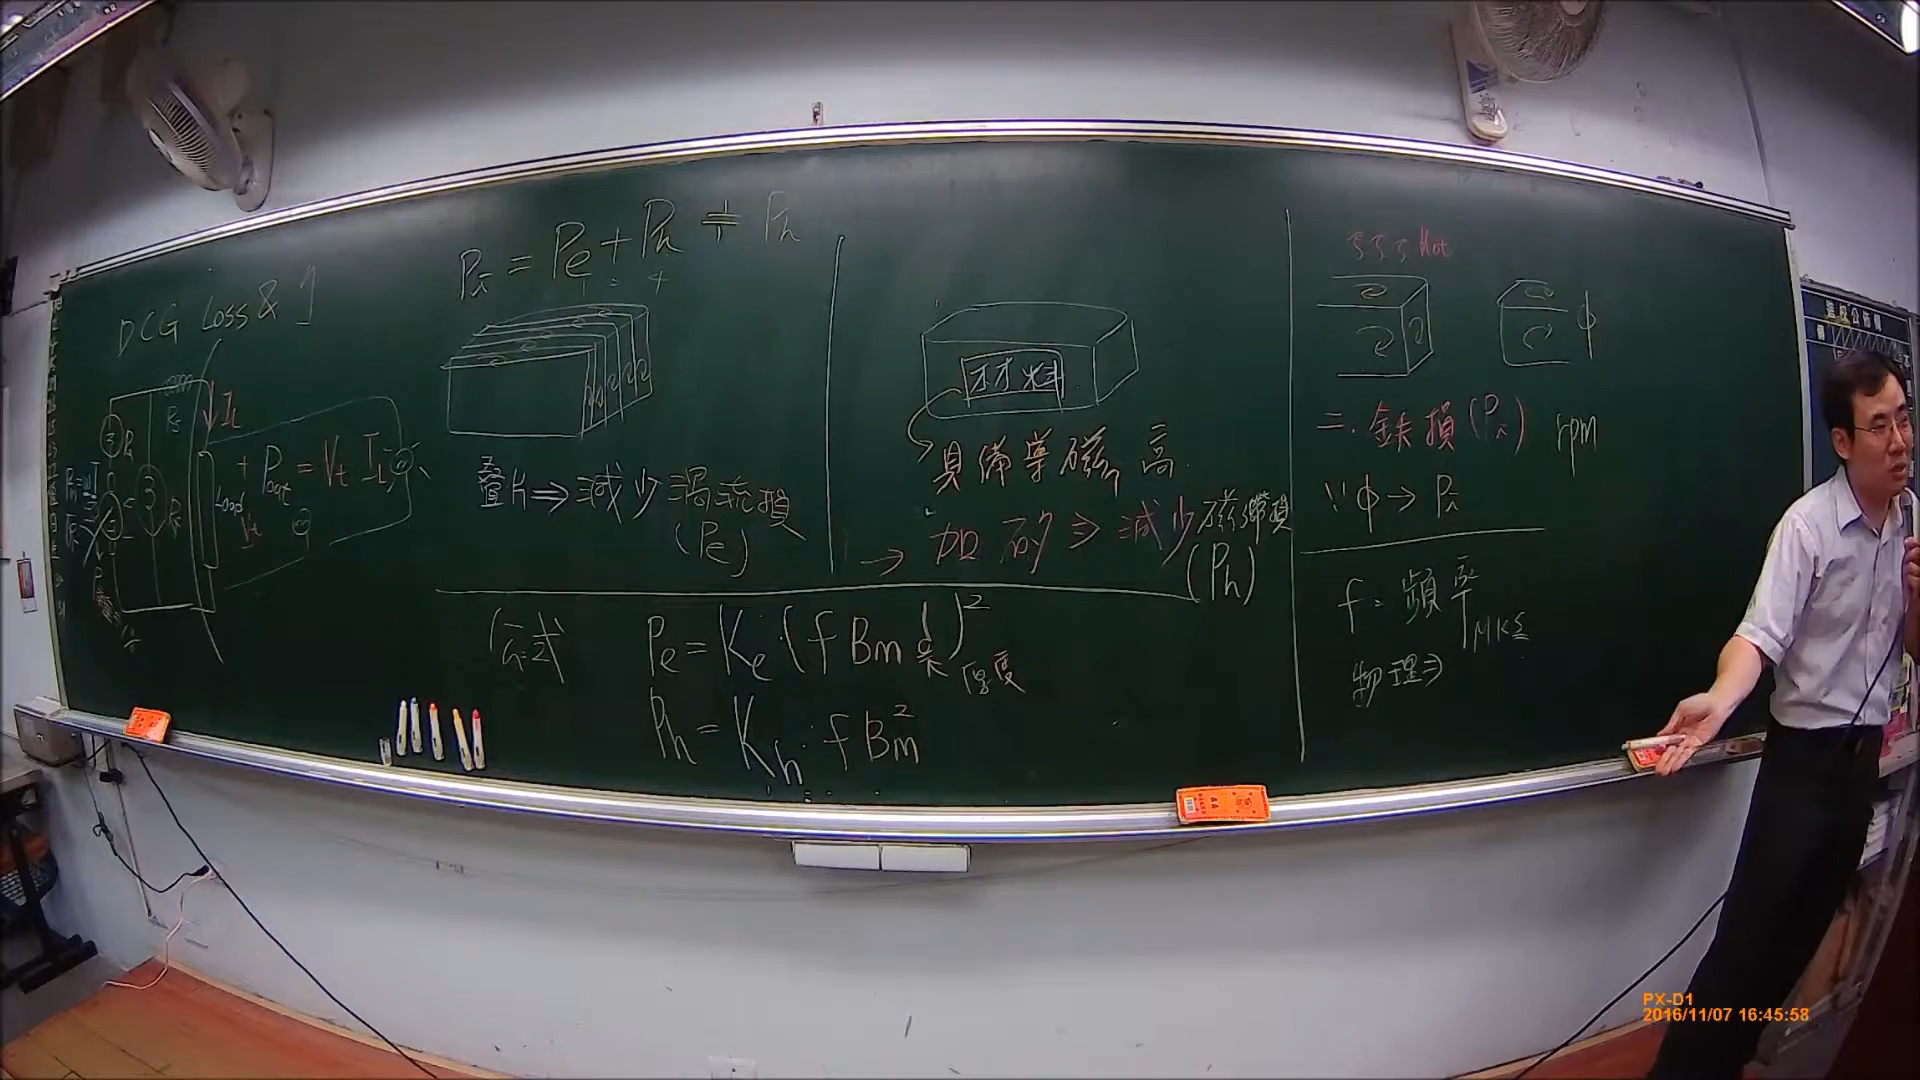 DCG Loss & η
I_L
+ Pout = Vt I_L
Load
Vt
Pi = Pe + Ph ≒ Ph
疊片 ⇒ 減少渦流損
(Pe)
材料
具備導磁高
→ 加矽 ⇒ 減少磁滯損
(Ph)
公式
Pe = Ke (f Bm t)²
厚度
Ph = Kh · f Bm²
Hot
φ
二. 鉄損 (Pi) rpm
∵ φ → Pi
f = 頻率
MKS
物理 ⇒
PX-D1
2016/11/07 16:45:58